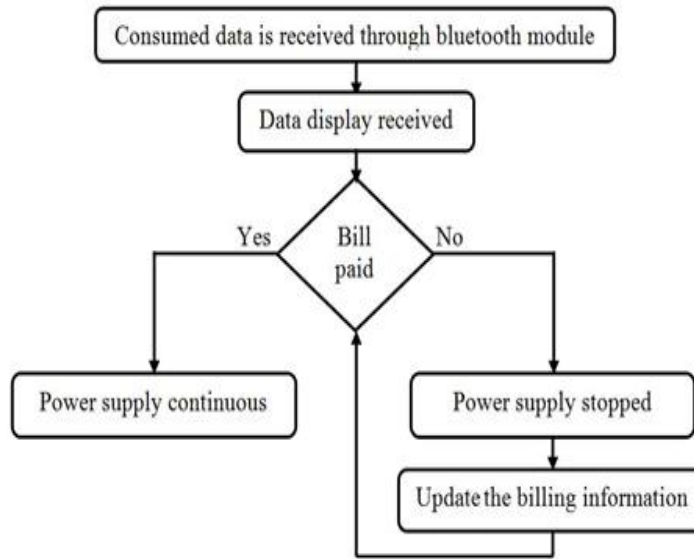 Consumed data is received through bluetooth module
Data display received
Yes
Bill
paid
No
Power supply continuous
Power supply stopped
Update the billing information